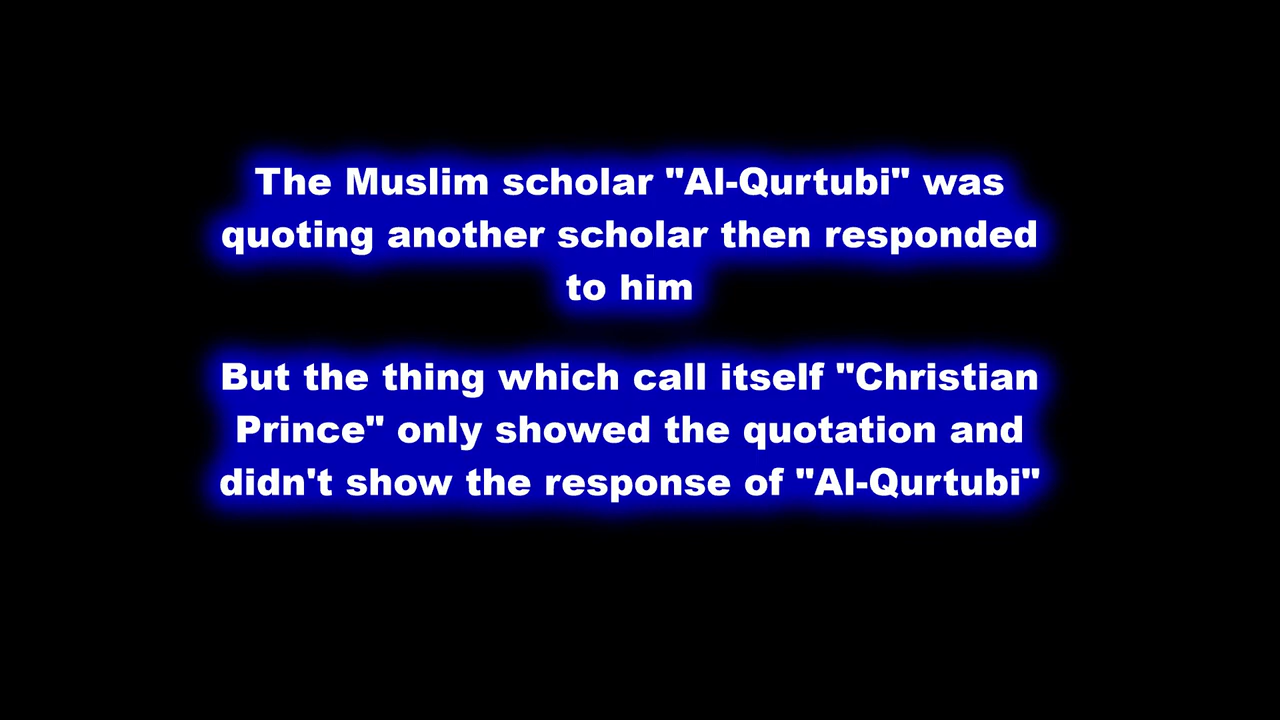 The Muslim scholar "Al-Qurtubi" was
quoting another scholar then responded
to him
But the thing which call itself "Christian
Prince" only showed the quotation and
didn't show the response of "Al-Qurtubi"